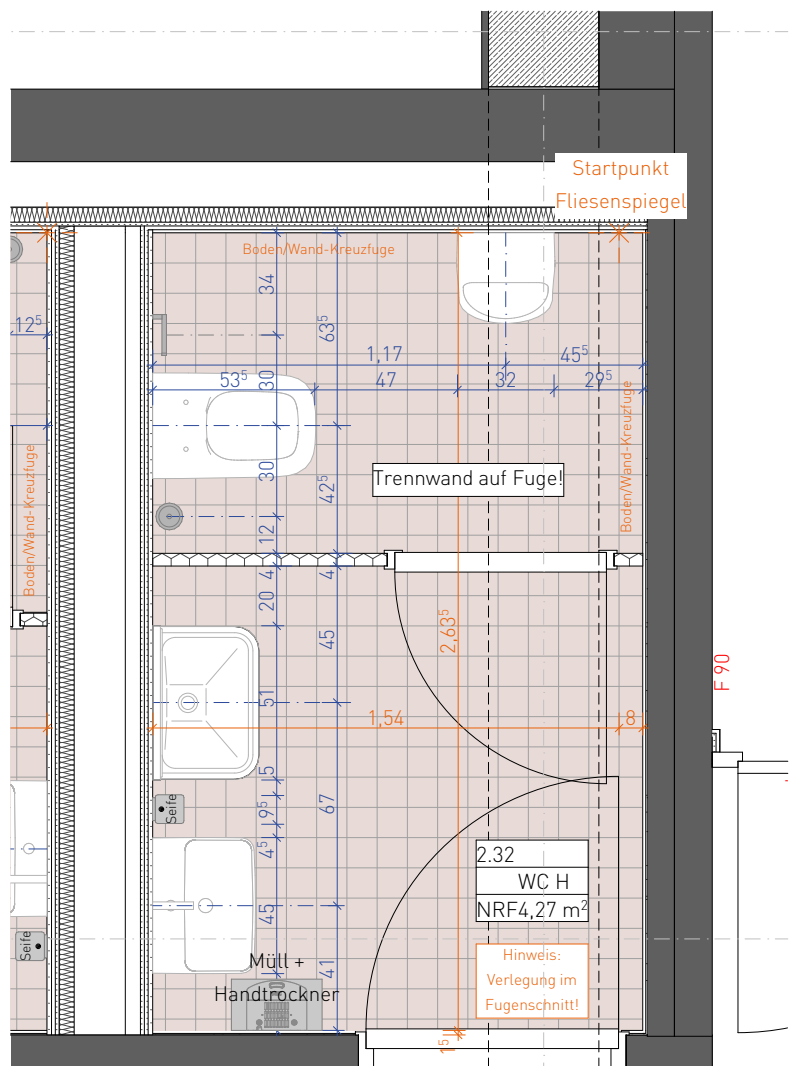 Startpunkt
Fliesenspiegel
Boden/Wand-Kreuzfuge
34
63⁵
12⁵
1,17
45⁵
30
53⁵
47
32
29⁵
Boden/Wand-Kreuzfuge
Boden/Wand-Kreuzfuge
30
42⁵
Trennwand auf Fuge!
12
4
4
20
45
2,63⁵
51
F 90
1,54
8
5
Seife
9⁵
67
4⁵
2.32
WC H
NRF4,27 m²
45
Seife
41
Müll +
Handtrockner
Hinweis:
Verlegung im
Fugenschnitt!
1⁵